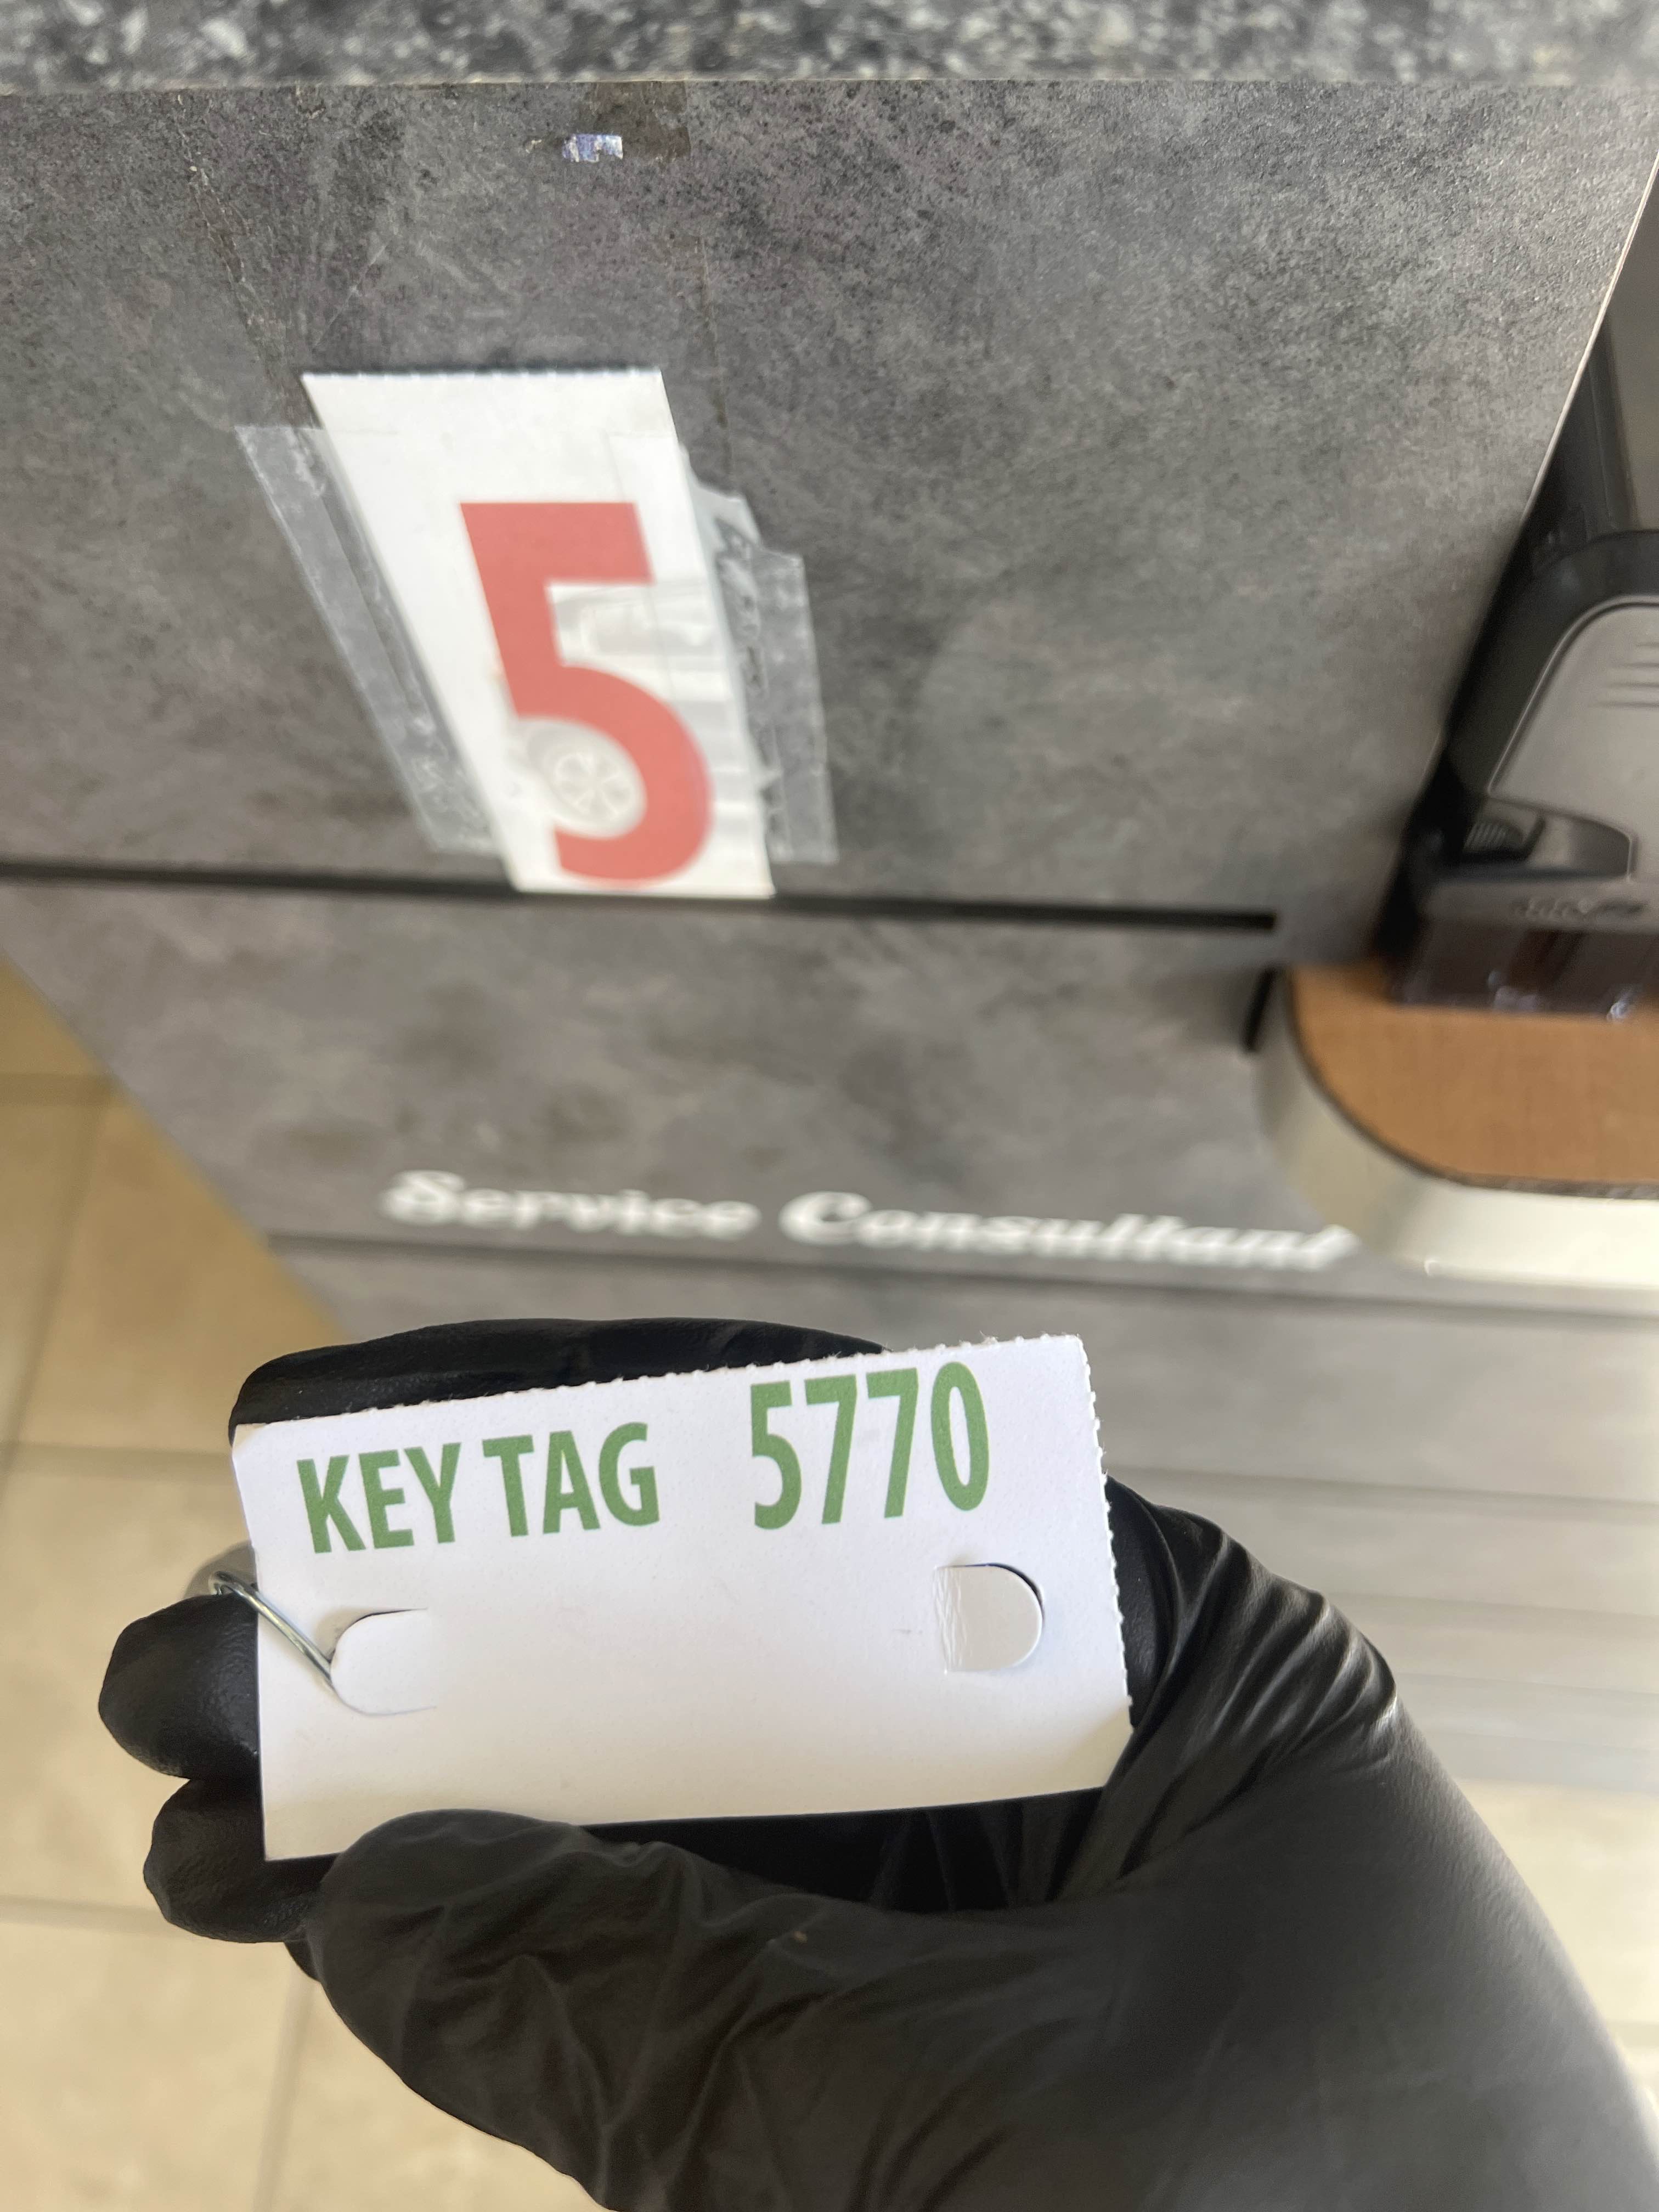 5
Service Consultant
KEY TAG 5770